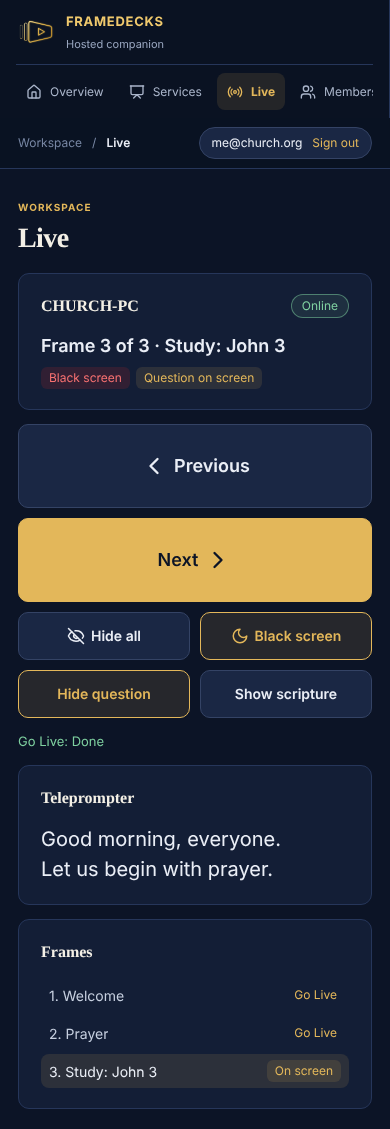 FRAMEDECKS
Hosted companion
Overview Services Live Members
Workspace / Live me@church.org Sign out
WORKSPACE
Live
CHURCH-PC Online
Frame 3 of 3 · Study: John 3
Black screen Question on screen
Previous
Next
Hide all Black screen
Hide question Show scripture
Go Live: Done
Teleprompter
Good morning, everyone.
Let us begin with prayer.
Frames
1. Welcome Go Live
2. Prayer Go Live
3. Study: John 3 On screen